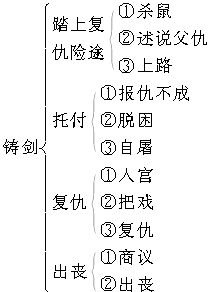 铸剑
踏上复
仇险途
①杀鼠
②述说父仇
③上路
托付
①报仇不成
②脱困
③自屠
复仇
①人宫
②把戏
③复仇
出丧
①商议
②出丧